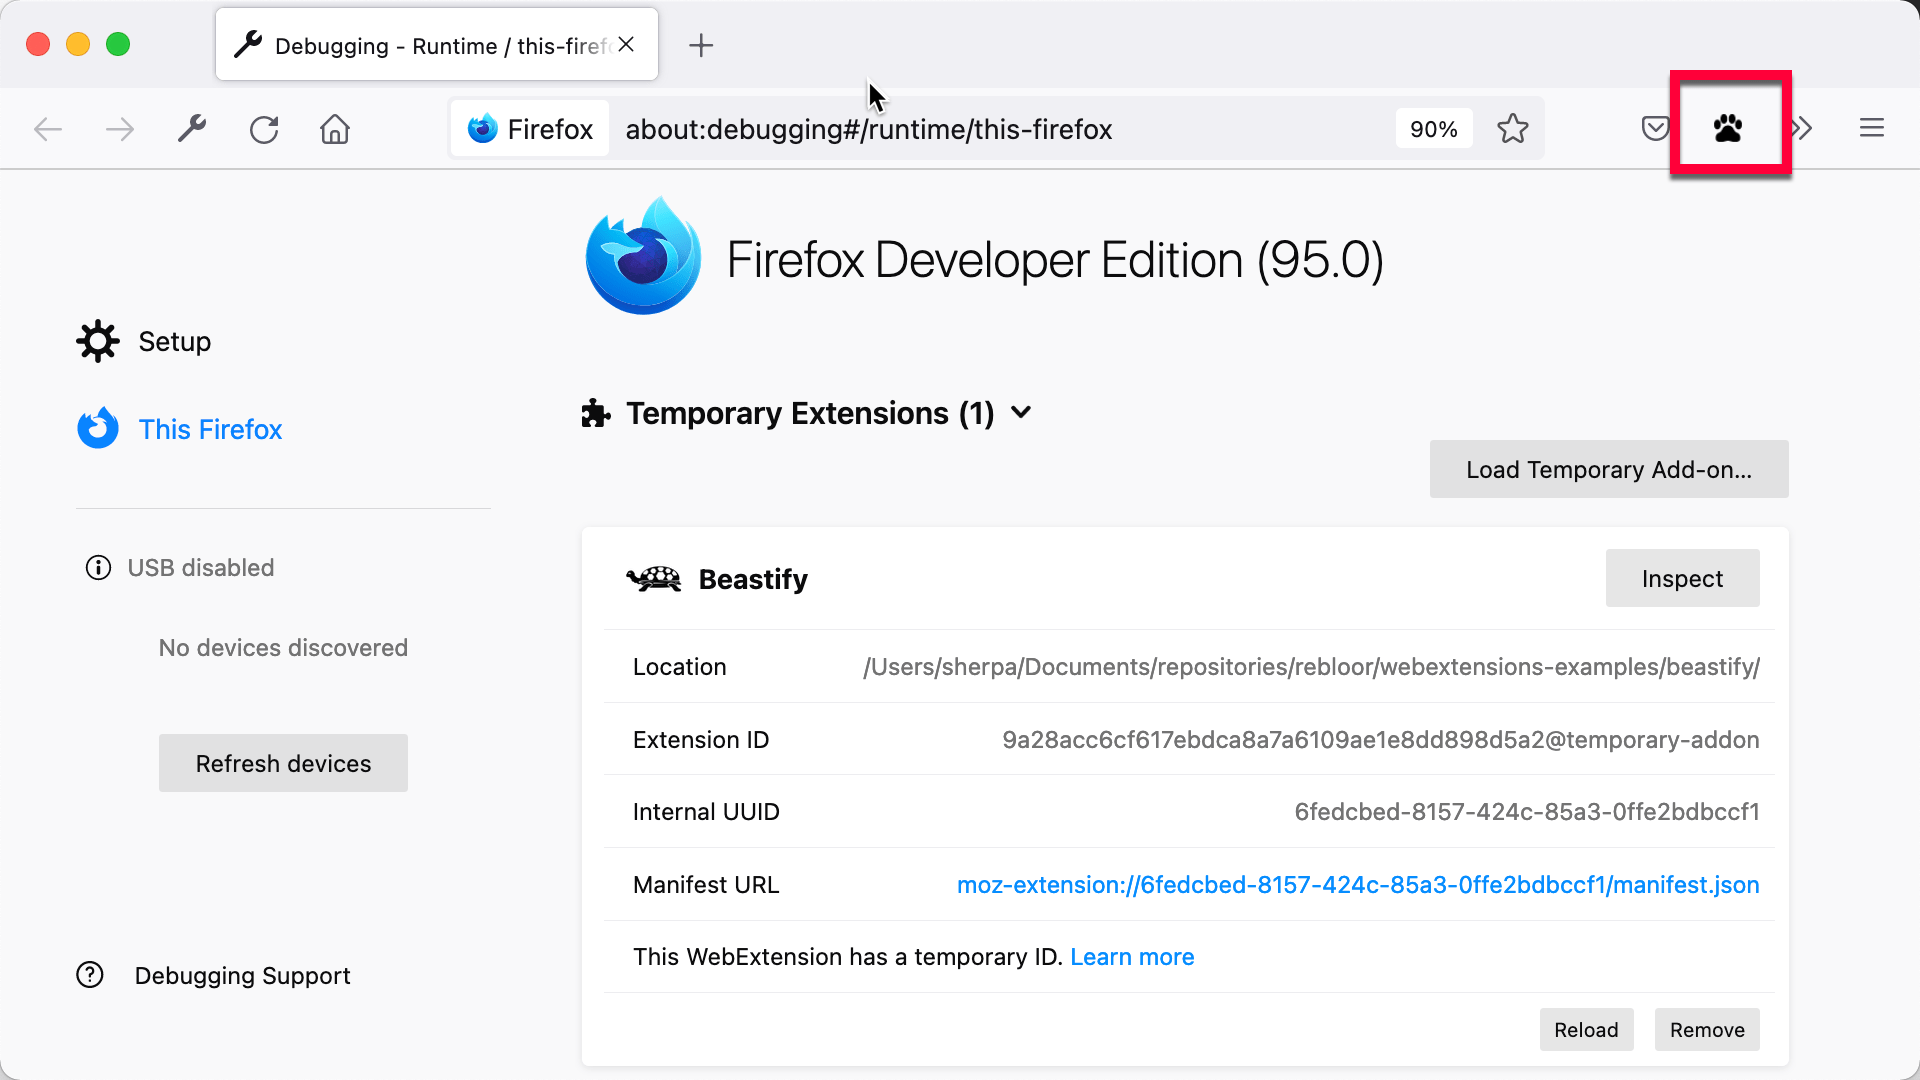 Debugging - Runtime / this-firef
Firefox
about:debugging#/runtime/this-firefox
90%
Firefox Developer Edition (95.0)
Setup
This Firefox
Temporary Extensions (1)
Load Temporary Add-on...
USB disabled
No devices discovered
Refresh devices
Debugging Support
Beastify
Inspect
Location
/Users/sherpa/Documents/repositories/rebloor/webextensions-examples/beastify/
Extension ID
9a28acc6cf617ebdca8a7a6109ae1e8dd898d5a2@temporary-addon
Internal UUID
6fedcbed-8157-424c-85a3-0ffe2bdbccf1
Manifest URL
moz-extension://6fedcbed-8157-424c-85a3-0ffe2bdbccf1/manifest.json
This WebExtension has a temporary ID. Learn more
Reload
Remove